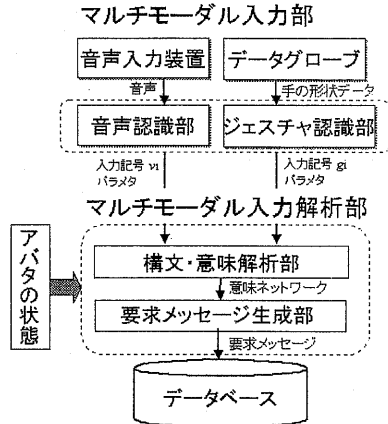 マルチモーダル入力部
音声入力装置
データグローブ
音声
手の形状データ
音声認識部
ジェスチャ認識部
入力記号 vi
パラメタ
入力記号 gi
パラメタ
マルチモーダル入力解析部
アバタの状態
構文・意味解析部
意味ネットワーク
要求メッセージ生成部
要求メッセージ
データベース